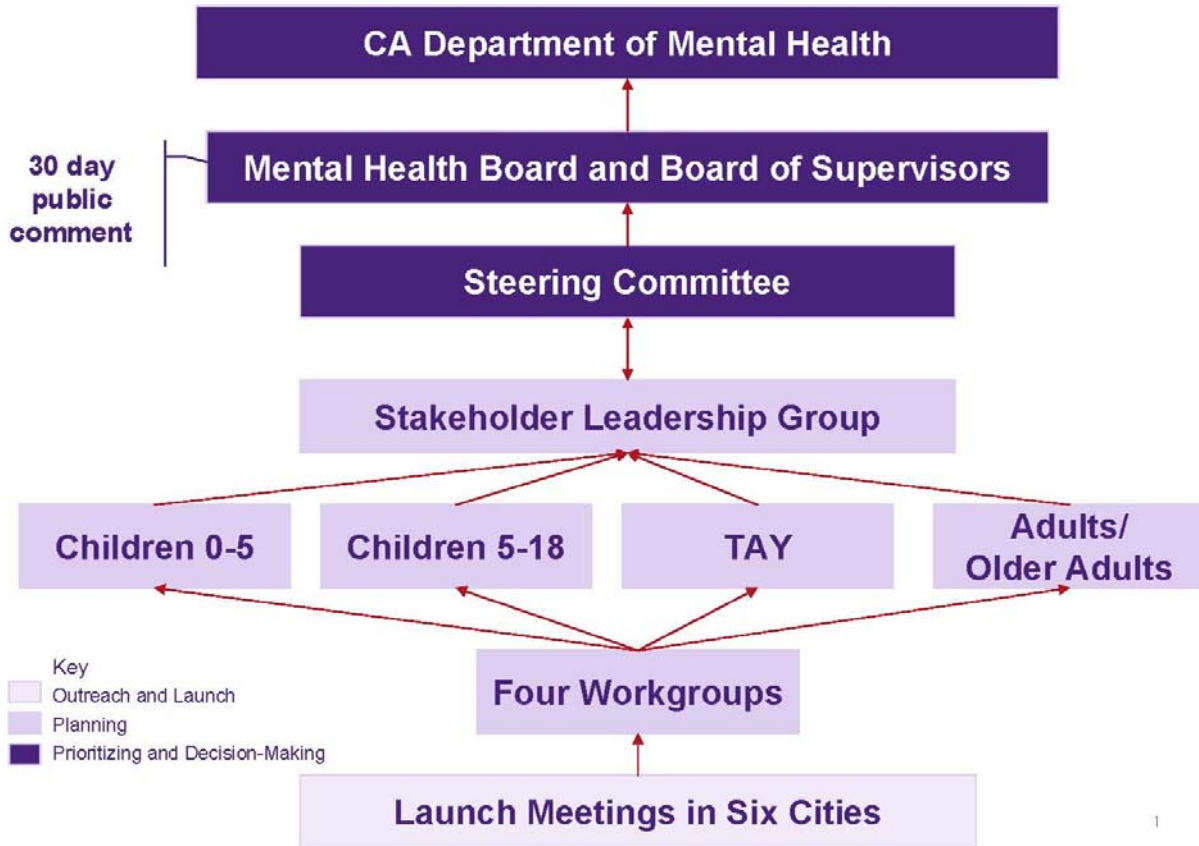 CA Department of Mental Health
30 day
public
comment
Mental Health Board and Board of Supervisors
Steering Committee
Stakeholder Leadership Group
Children 0-5
Children 5-18
TAY
Adults/
Older Adults
Four Workgroups
Key
Outreach and Launch
Planning
Prioritizing and Decision-Making
Launch Meetings in Six Cities
1